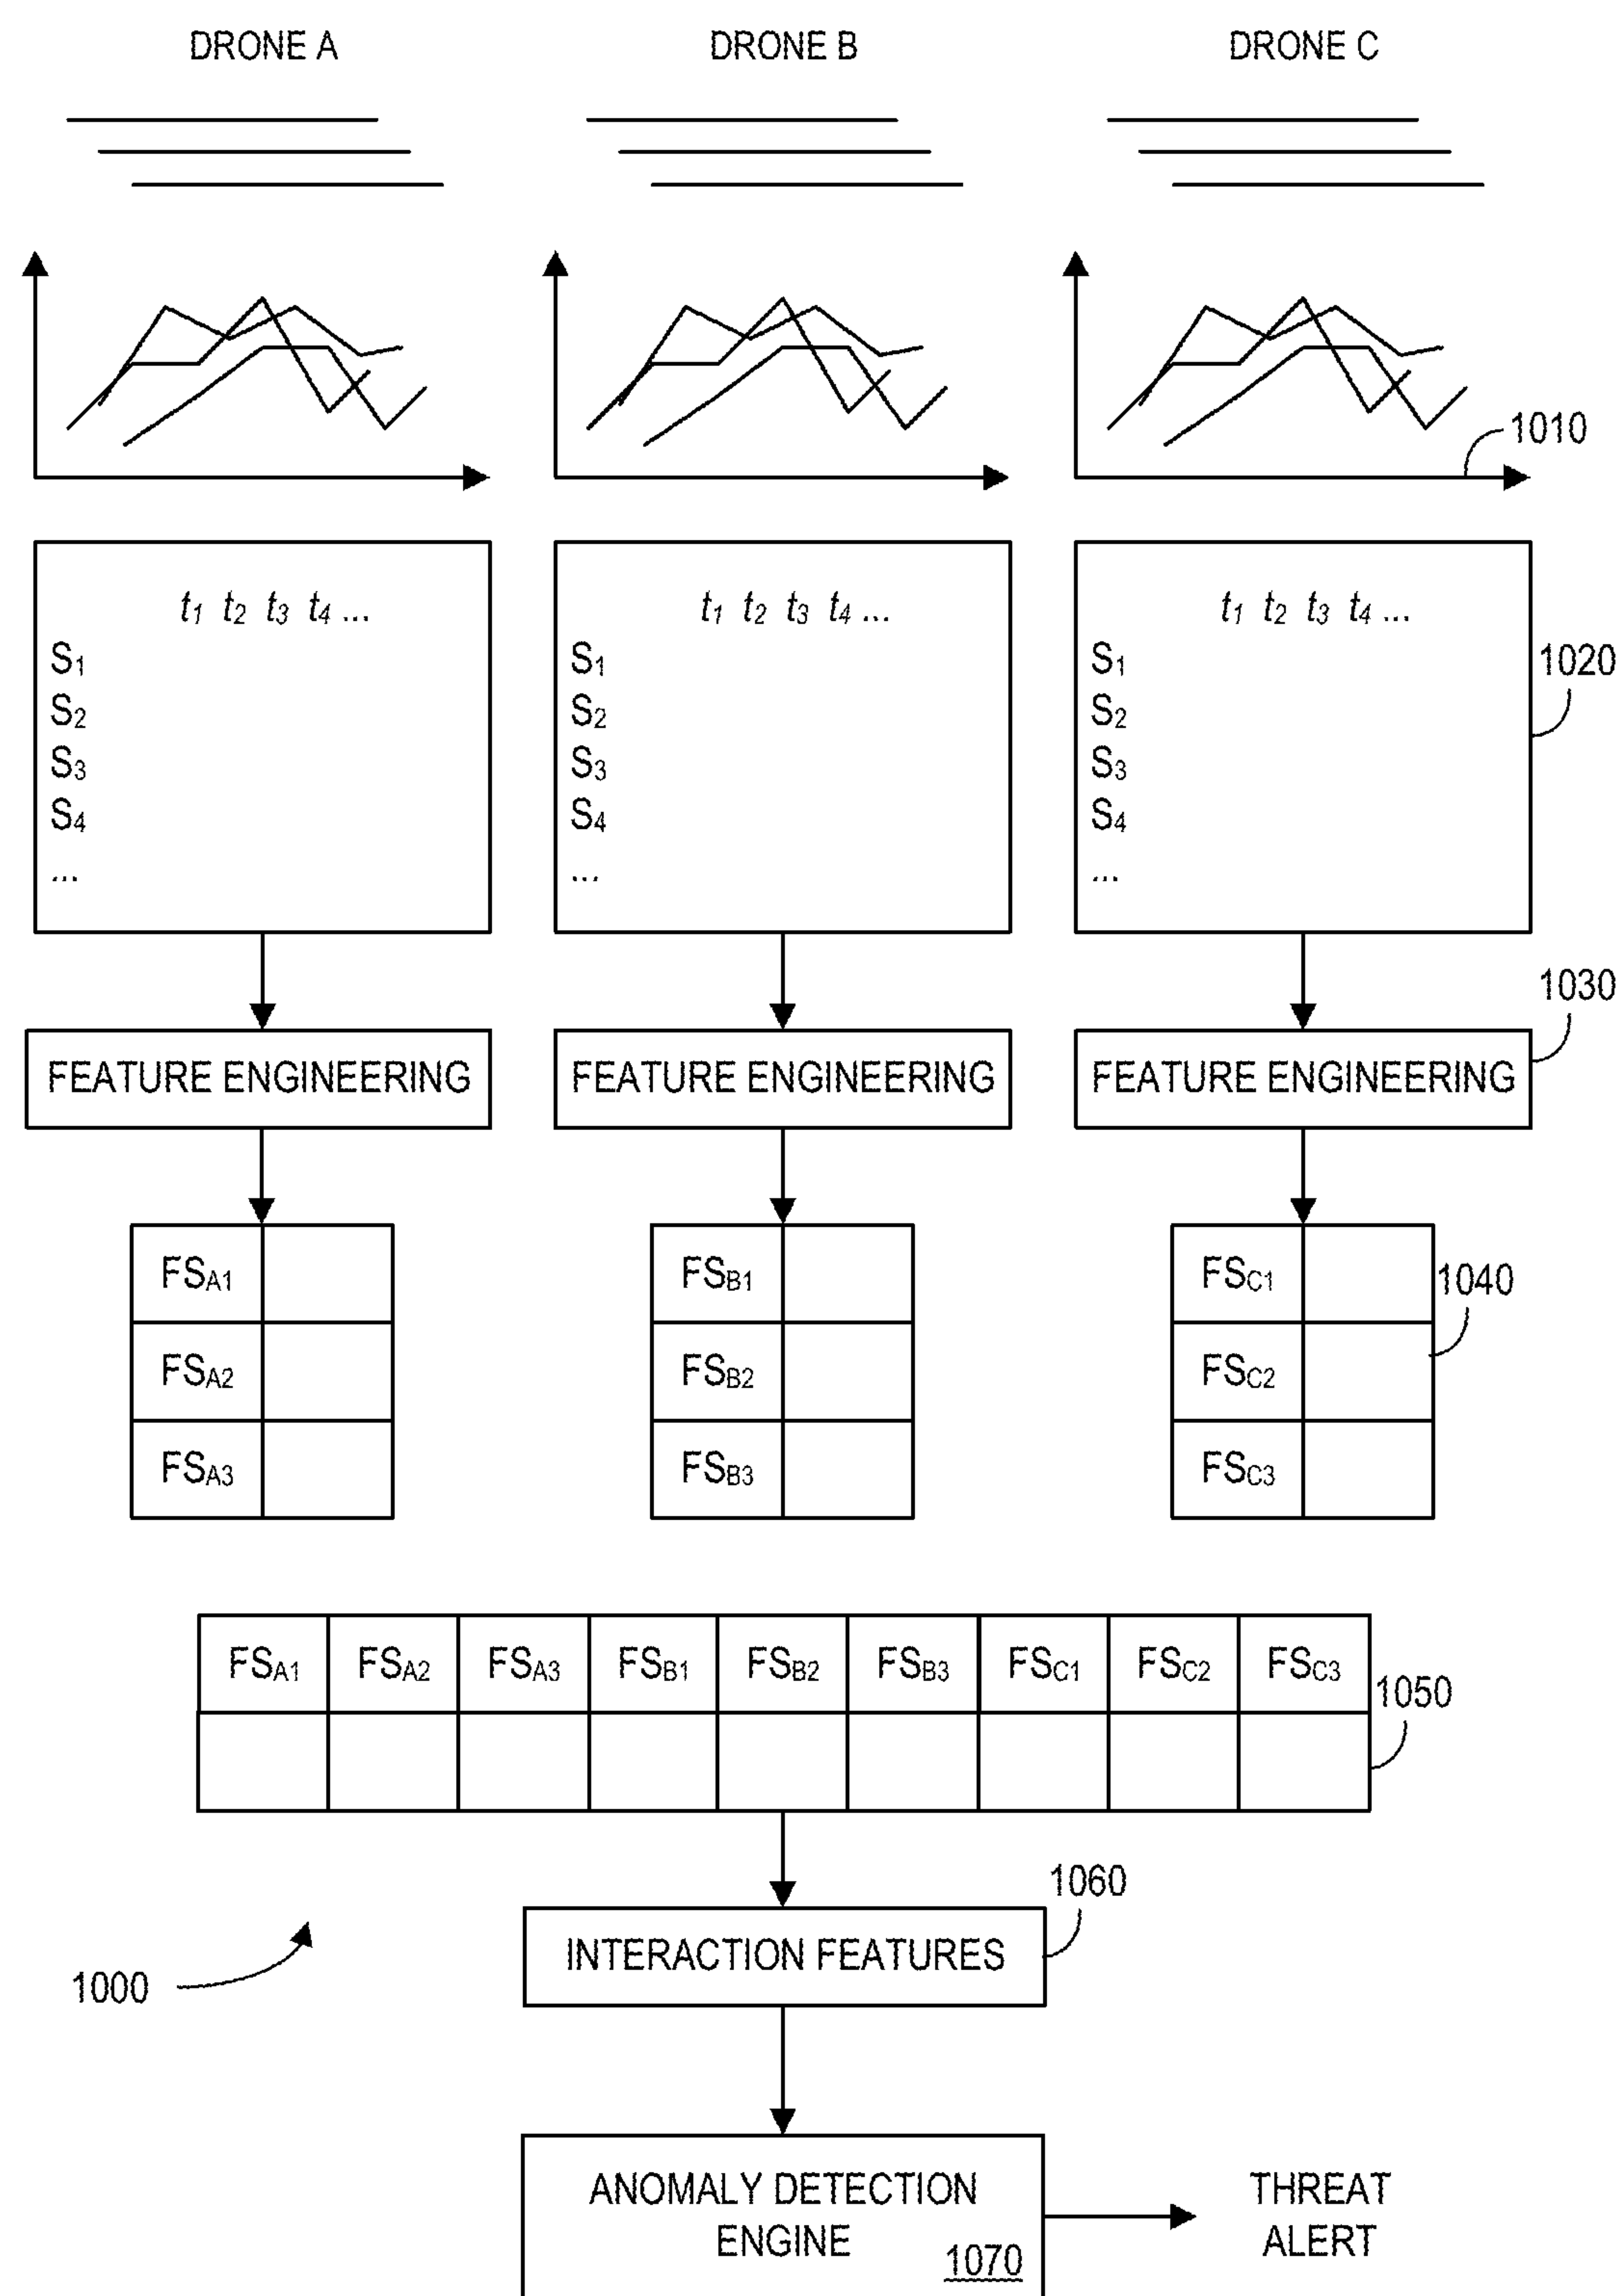 DRONE A DRONE B DRONE C
1010
t1 t2 t3 t4 ... t1 t2 t3 t4 ... t1 t2 t3 t4 ...
S1 S1 S1 1020
S2 S2 S2
S3 S3 S3
S4 S4 S4
... ... ...
1030
FEATURE ENGINEERING FEATURE ENGINEERING FEATURE ENGINEERING
FSA1 FSB1 FSC1 1040
FSA2 FSB2 FSC2
FSA3 FSB3 FSC3
FSA1 FSA2 FSA3 FSB1 FSB2 FSB3 FSC1 FSC2 FSC3
1050
1060
INTERACTION FEATURES
1000
ANOMALY DETECTION
ENGINE 1070
THREAT
ALERT